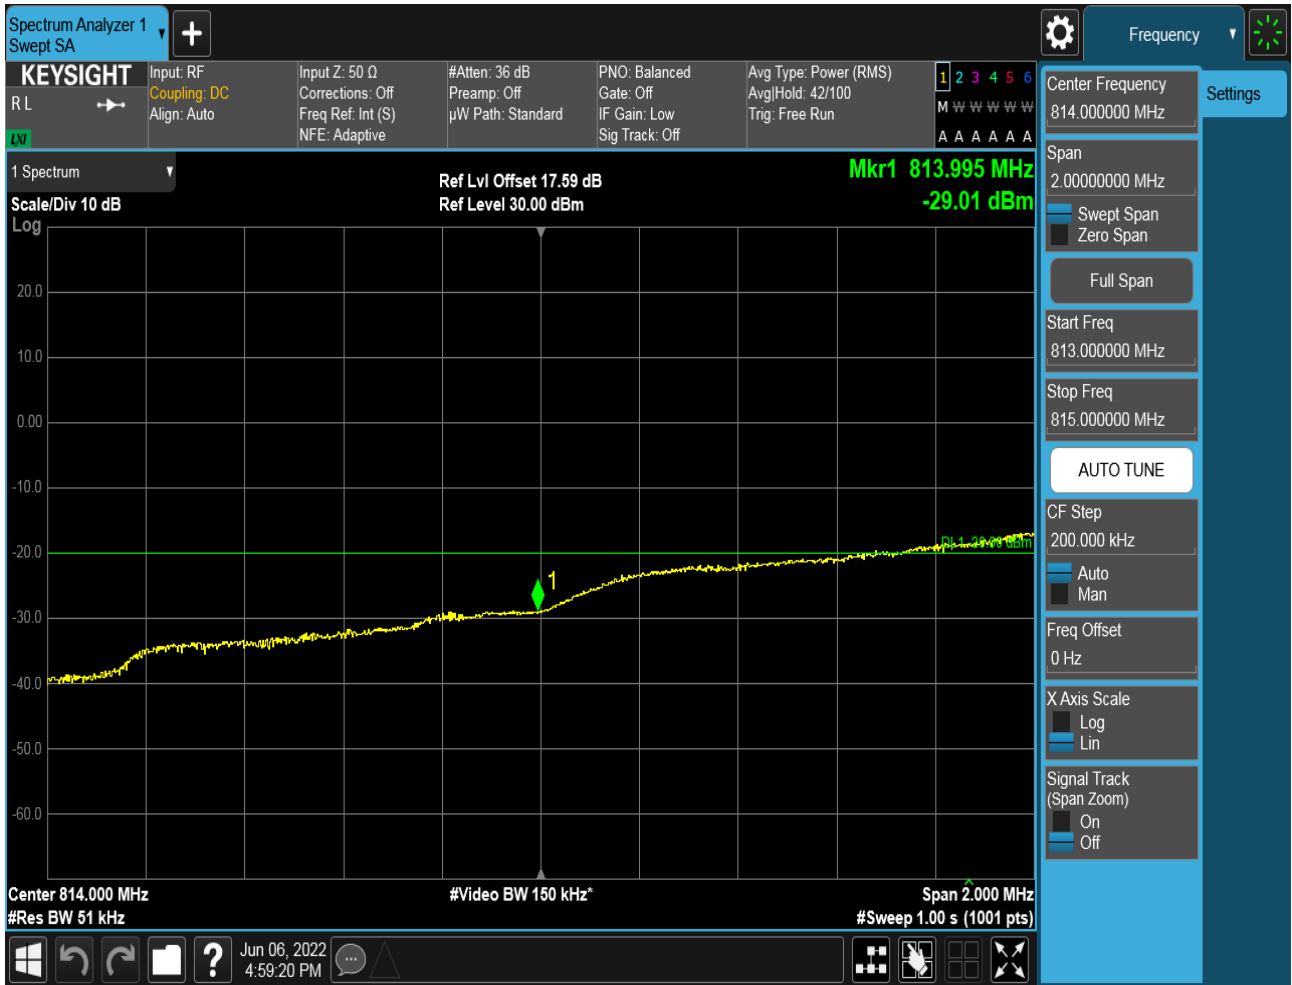 Spectrum Analyzer 1
Swept SA
Frequency
KEYSIGHT
R L
LXI
Input: RF
Coupling: DC
Align: Auto
Input Z: 50 Ω
Corrections: Off
Freq Ref: Int (S)
NFE: Adaptive
#Atten: 36 dB
Preamp: Off
µW Path: Standard
PNO: Balanced
Gate: Off
IF Gain: Low
Sig Track: Off
Avg Type: Power (RMS)
Avg|Hold: 42/100
Trig: Free Run
1 2 3 4 5 6
M W W W W W
A A A A A A
1 Spectrum
Scale/Div 10 dB
Log
Ref Lvl Offset 17.59 dB
Ref Level 30.00 dBm
Mkr1 813.995 MHz
-29.01 dBm
20.0
10.0
0.00
-10.0
-20.0
-30.0
-40.0
-50.0
-60.0
1
Center 814.000 MHz
#Res BW 51 kHz
#Video BW 150 kHz*
Span 2.000 MHz
#Sweep 1.00 s (1001 pts)
Center Frequency
814.000000 MHz
Settings
Span
2.00000000 MHz
Swept Span
Zero Span
Full Span
Start Freq
813.000000 MHz
Stop Freq
815.000000 MHz
AUTO TUNE
CF Step
200.000 kHz
Auto
Man
Freq Offset
0 Hz
X Axis Scale
Log
Lin
Signal Track
(Span Zoom)
On
Off
?
Jun 06, 2022
4:59:20 PM